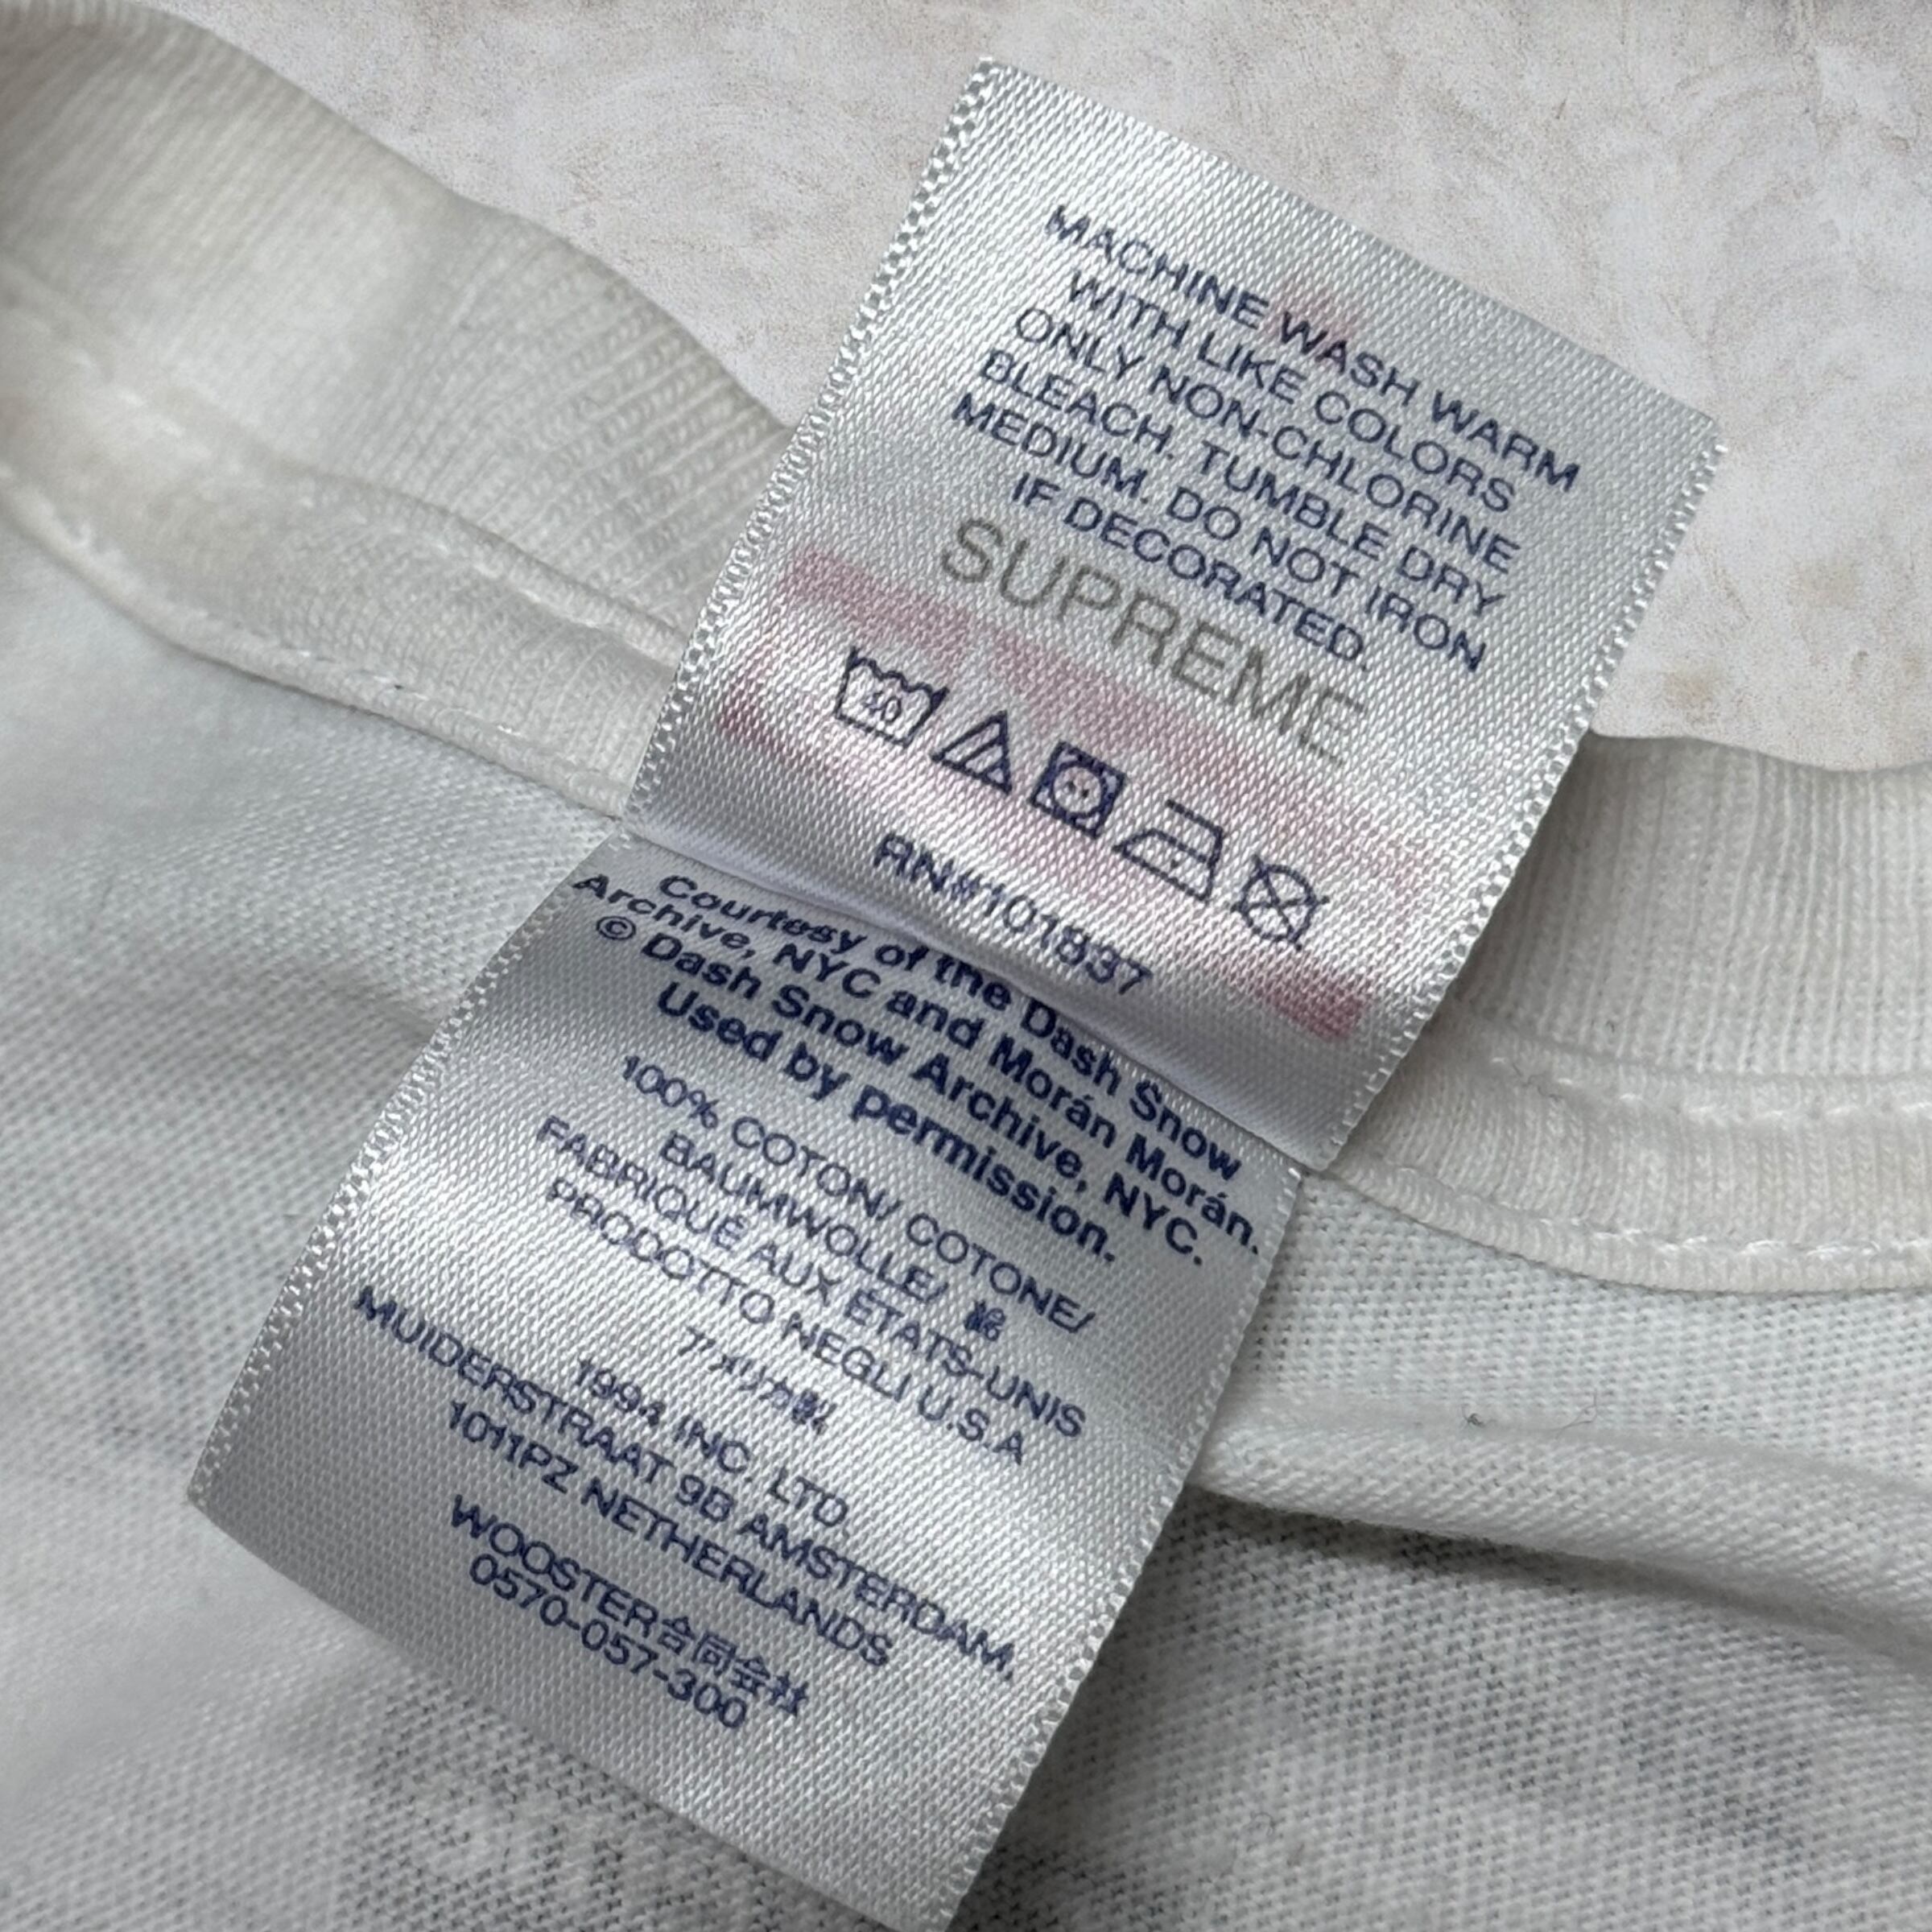 MACHINE WASH WARM
WITH LIKE COLORS
ONLY NON-CHLORINE
BLEACH. TUMBLE DRY
MEDIUM. DO NOT IRON
IF DECORATED.
SUPREME
40
RN#101837
Courtesy of the Dash Snow
Archive, NYC and Morán Morán.
© Dash Snow Archive, NYC.
Used by permission.
100% COTON/ COTONE/
BAUMWOLLE/ 綿
FABRIQUÉ AUX ÉTATS-UNIS
PRODOTTO NEGLI U.S.A
アメリカ製
1994 INC. LTD.
MUIDERSTRAAT 9B AMSTERDAM,
1011PZ NETHERLANDS
WOOSTER合同会社
0570-057-300